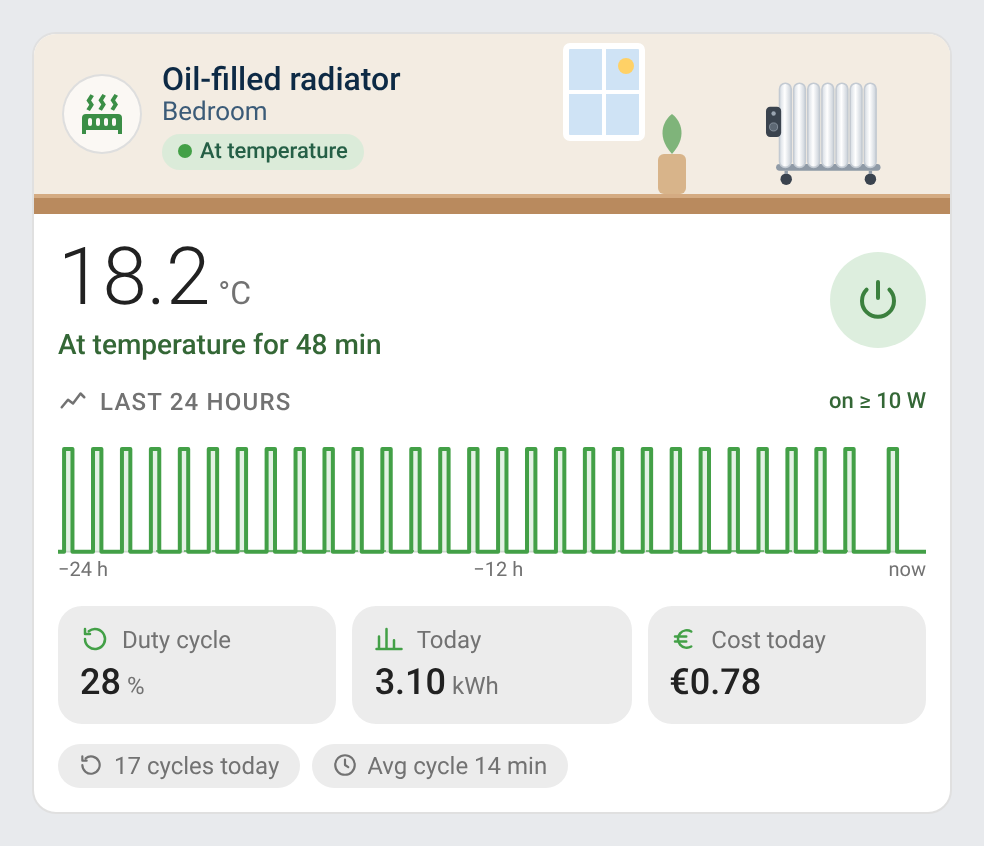 Oil-filled radiator
Bedroom
At temperature
18.2 °C
At temperature for 48 min
LAST 24 HOURS
on ≥ 10 W
−24 h
−12 h
now
Duty cycle
28 %
Today
3.10 kWh
Cost today
€0.78
17 cycles today
Avg cycle 14 min